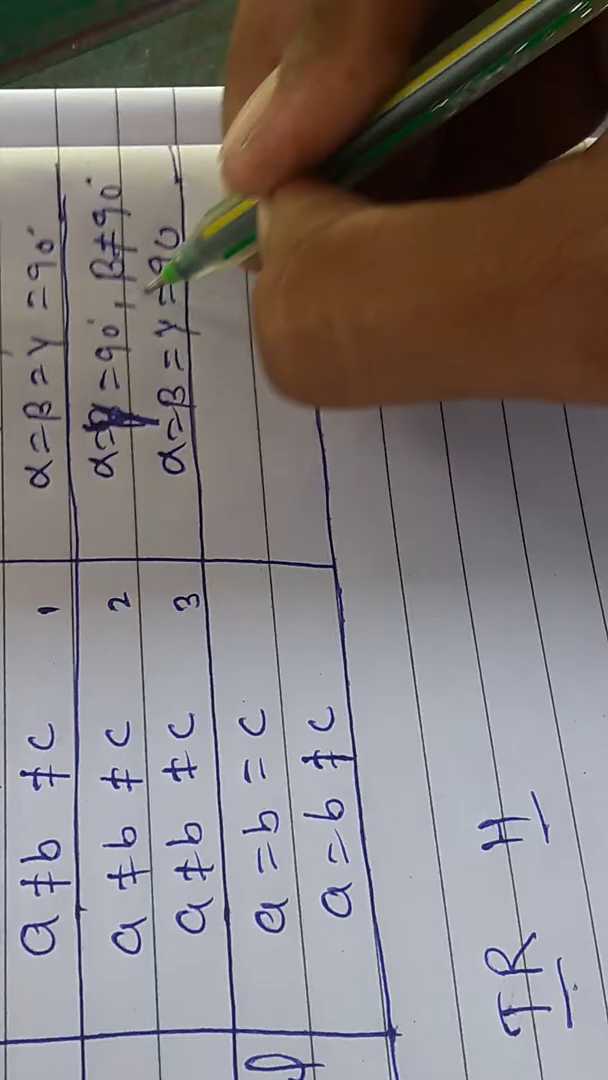 a ≠ b ≠ c 1 α = β = γ = 90°
a ≠ b ≠ c 2 α = γ = 90°, β ≠ 90°
a ≠ b ≠ c 3 α = β = γ = 90
a = b = c
a = b ≠ c
TR H